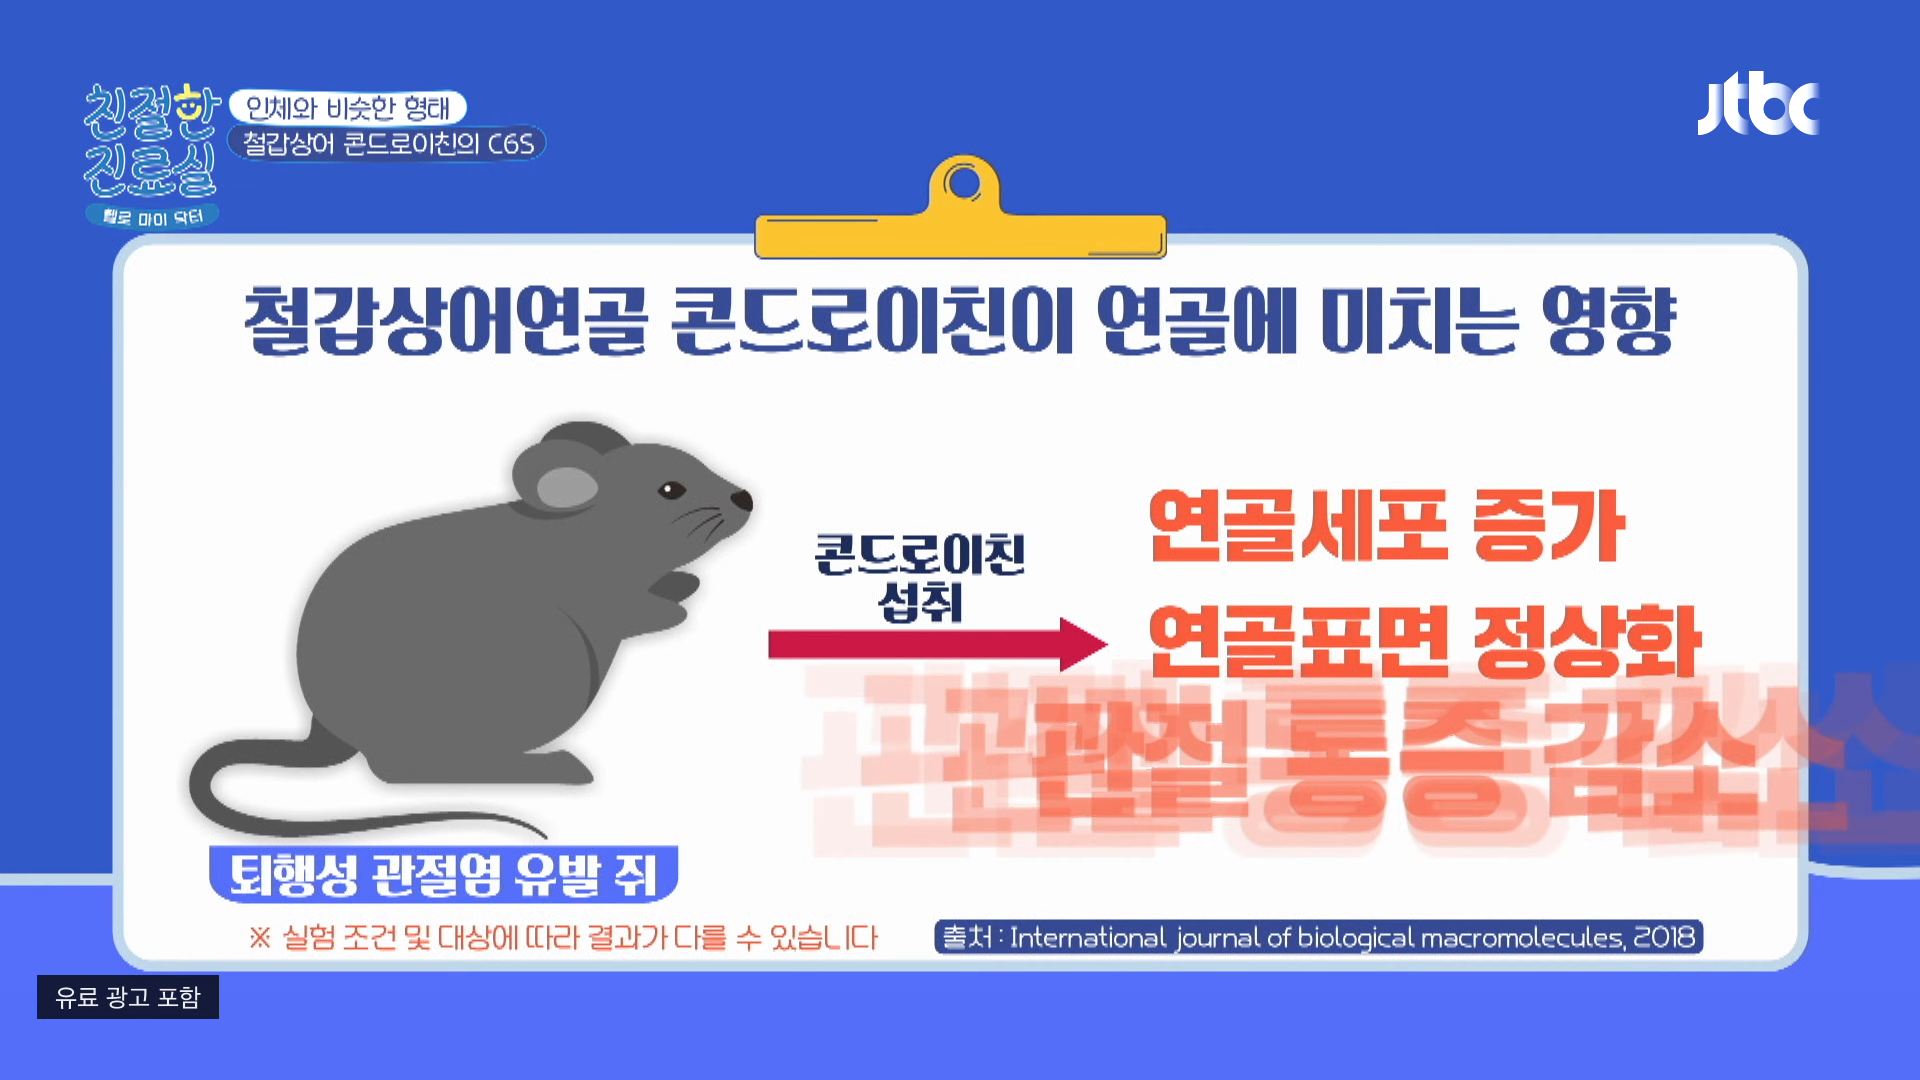 친절한
진료실
헬로 마이 닥터
인체와 비슷한 형태
철갑상어 콘드로이친의 C6S
jtbc
철갑상어연골 콘드로이친이 연골에 미치는 영향
콘드로이친
섭취
연골세포 증가
연골표면 정상화
관절 통증 감소
퇴행성 관절염 유발 쥐
※ 실험 조건 및 대상에 따라 결과가 다를 수 있습니다
출처 : International journal of biological macromolecules, 2018
유료 광고 포함